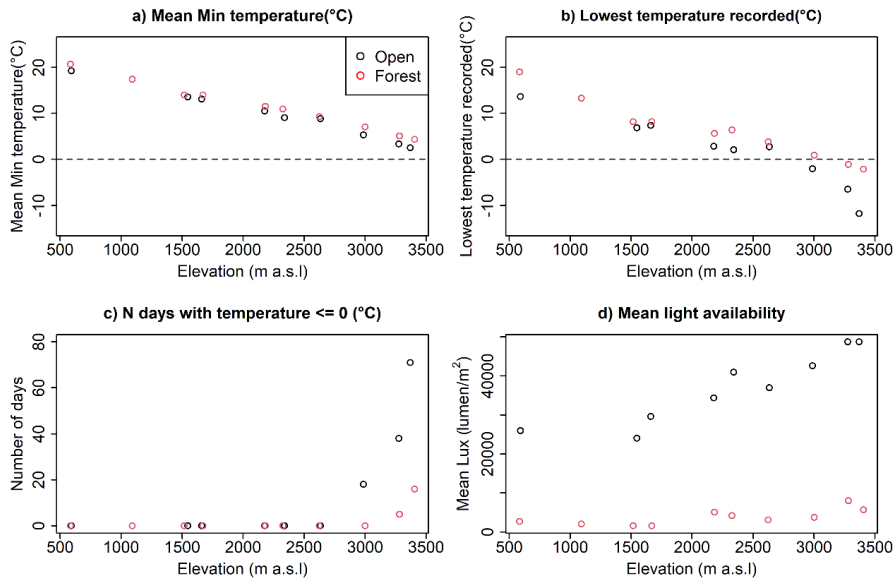 a) Mean Min temperature(°C)
Mean Min temperature(°C)
20
10
0
-10
Open
Forest
500 1000 1500 2000 2500 3000 3500
Elevation (m a.s.l)
b) Lowest temperature recorded(°C)
Lowest temperature recorded(°C)
20
10
0
-10
500 1000 1500 2000 2500 3000 3500
Elevation (m a.s.l)
c) N days with temperature <= 0 (°C)
Number of days
80
60
40
20
0
500 1000 1500 2000 2500 3000 3500
Elevation (m a.s.l)
d) Mean light availability
Mean Lux (lumen/m²)
40000
20000
0
500 1000 1500 2000 2500 3000 3500
Elevation (m a.s.l)